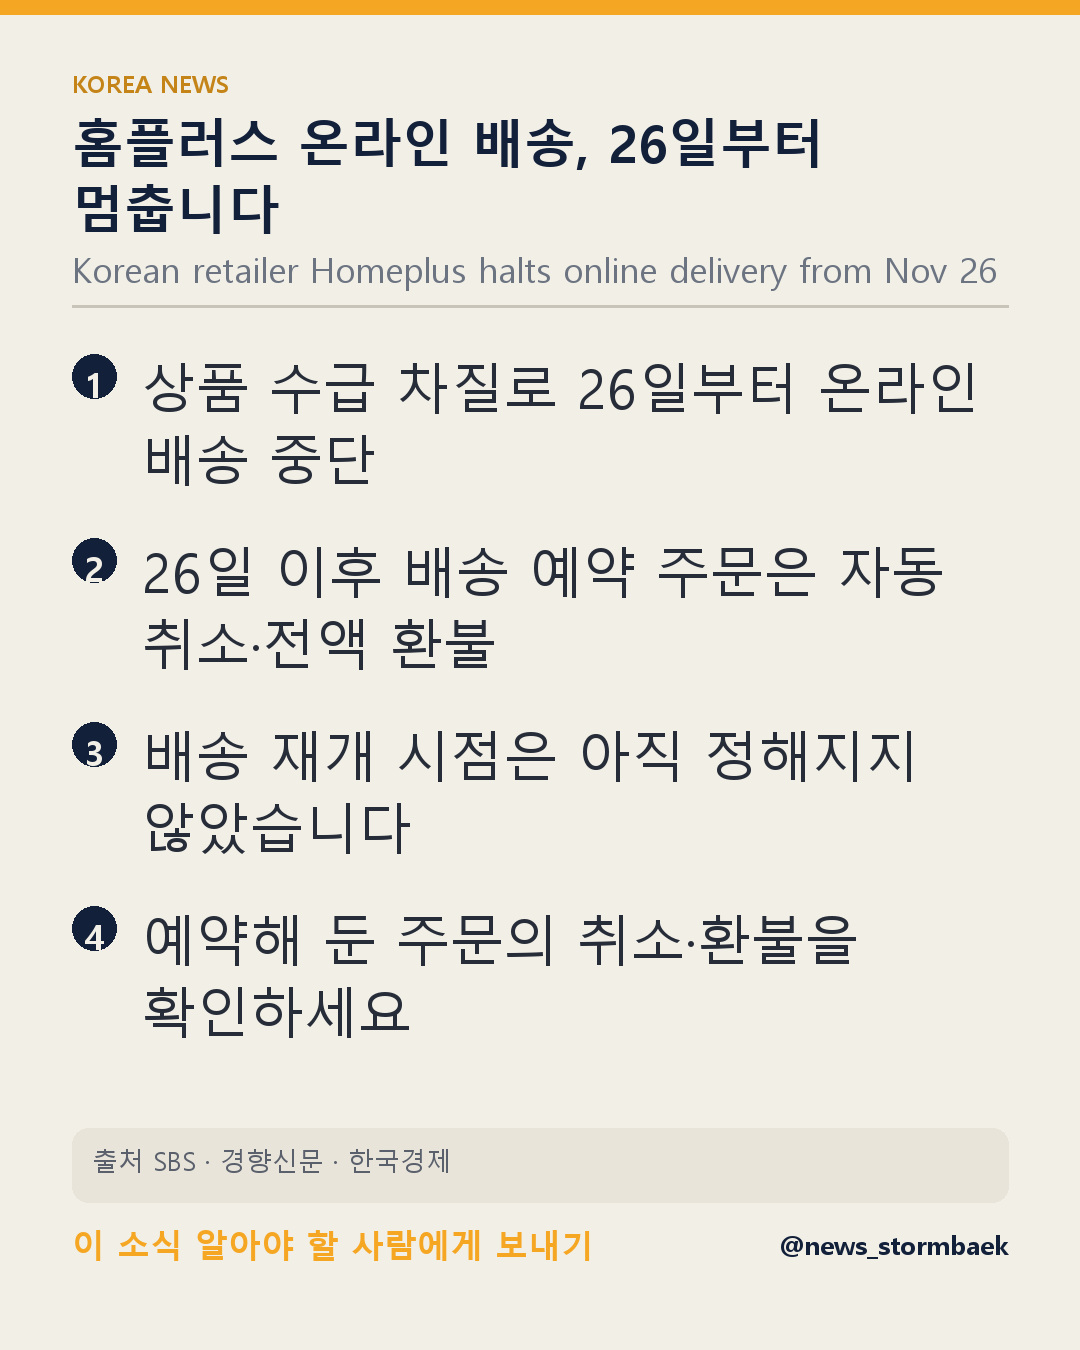 KOREA NEWS
홈플러스 온라인 배송, 26일부터
멈춥니다
Korean retailer Homeplus halts online delivery from Nov 26
1 상품 수급 차질로 26일부터 온라인
배송 중단
2 26일 이후 배송 예약 주문은 자동
취소·전액 환불
3 배송 재개 시점은 아직 정해지지
않았습니다
4 예약해 둔 주문의 취소·환불을
확인하세요
출처 SBS · 경향신문 · 한국경제
이 소식 알아야 할 사람에게 보내기
@news_stormbaek